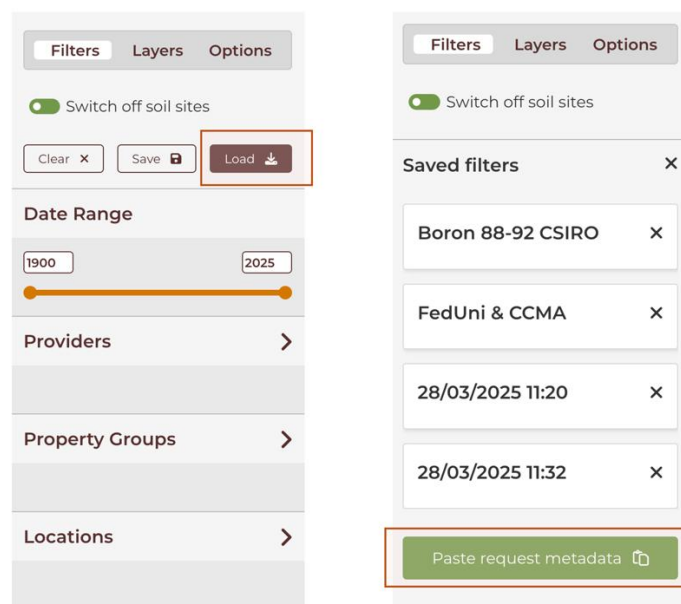 Filters Layers Options
Switch off soil sites
Clear × Save Load
Date Range
1900 2025
Providers
Property Groups
Locations
Filters Layers Options
Switch off soil sites
Saved filters ×
Boron 88-92 CSIRO ×
FedUni & CCMA ×
28/03/2025 11:20 ×
28/03/2025 11:32 ×
Paste request metadata